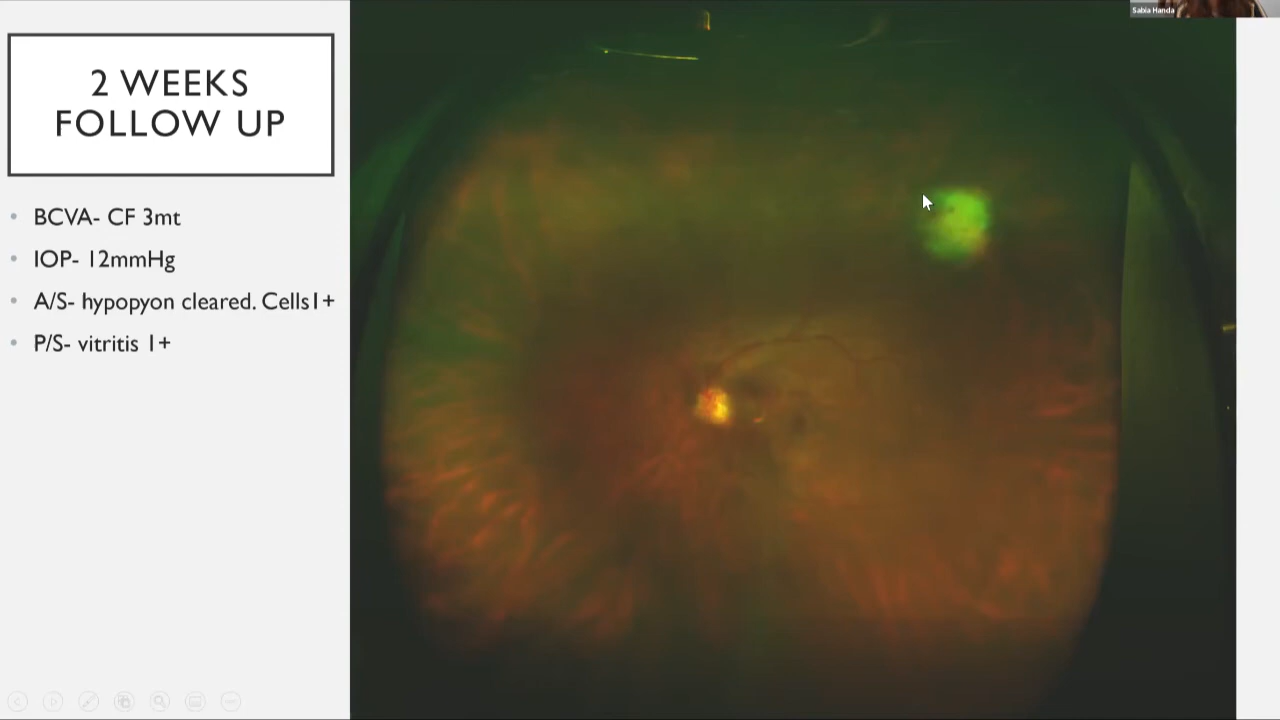 Sabia Handa
2 WEEKS
FOLLOW UP
BCVA- CF 3mt
IOP- 12mmHg
A/S- hypopyon cleared. Cells1+
P/S- vitritis 1+